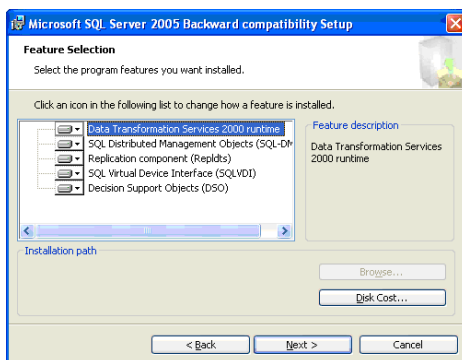 Microsoft SQL Server 2005 Backward compatibility Setup
Feature Selection
Select the program features you want installed.
Click an icon in the following list to change how a feature is installed.
Data Transformation Services 2000 runtime
SQL Distributed Management Objects (SQL-DM
Replication component (Repldts)
SQL Virtual Device Interface (SQLVDI)
Decision Support Objects (DSO)
Feature description
Data Transformation Services
2000 runtime
Installation path
Browse...
Disk Cost...
< Back
Next >
Cancel